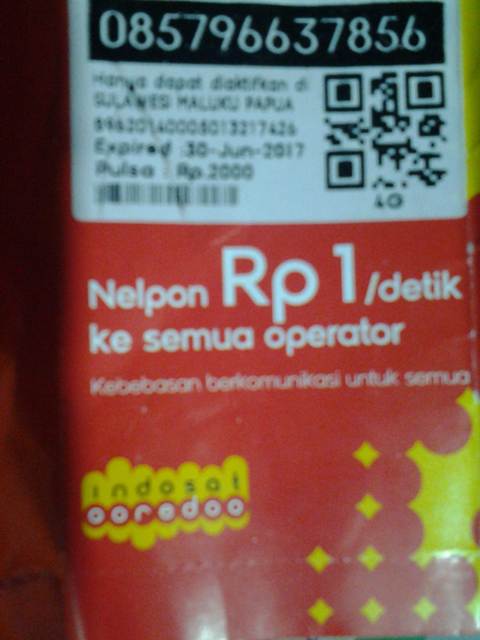 085796637856
Hanya dapat diaktifkan di
SULAWESI MALUKU PAPUA
Expired :30-Jun-2017
Pulsa : Rp.2000
4G
Nelpon Rp 1/detik
ke semua operator
Kebebasan berkomunikasi untuk semua
indosat
ooredoo